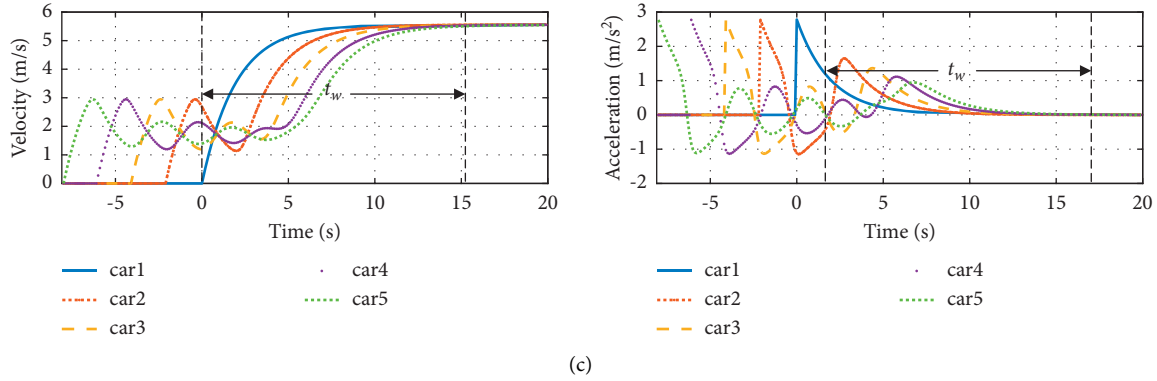 6
5
4
3
2
1
0
Velocity (m/s)
t_w
-5 0 5 10 15 20
Time (s)
car1
car2
car3
car4
car5
3
2
1
0
-1
-2
Acceleration (m/s²)
t_w
-5 0 5 10 15 20
Time (s)
car1
car2
car3
car4
car5
(c)